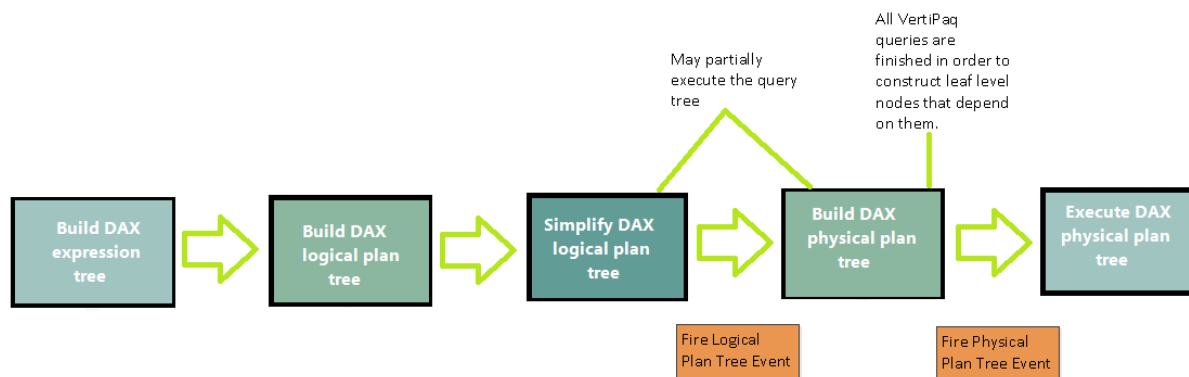 May partially
execute the query
tree
All VertiPaq
queries are
finished in order to
construct leaf level
nodes that depend
on them.
Build DAX
expression
tree
Build DAX
logical plan
tree
Simplify DAX
logical plan
tree
Build DAX
physical plan
tree
Execute DAX
physical plan
tree
Fire Logical
Plan Tree Event
Fire Physical
Plan Tree Event